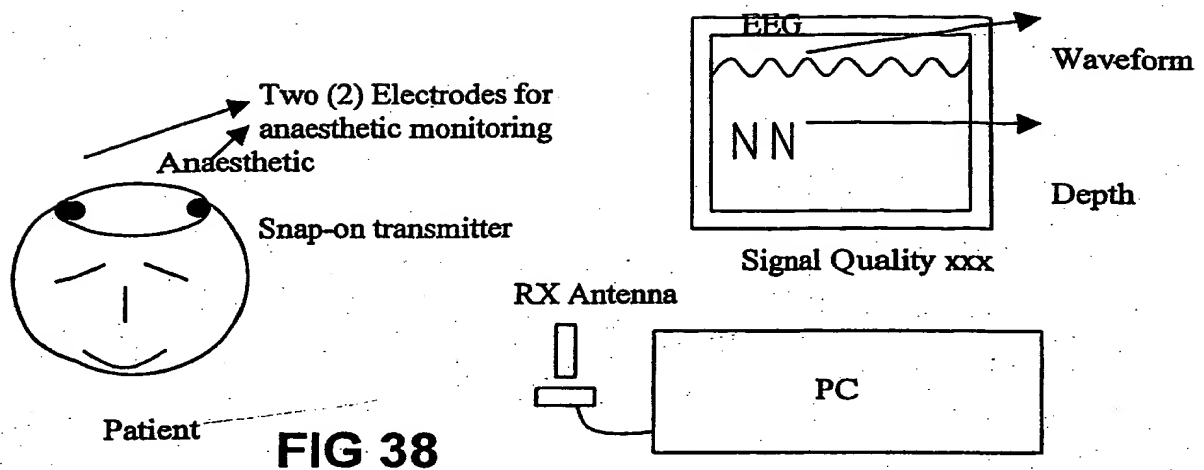 EEG
Waveform
Two (2) Electrodes for
anaesthetic monitoring
Anaesthetic
NN
Depth
Snap-on transmitter
Signal Quality xxx
RX Antenna
PC
Patient
FIG 38